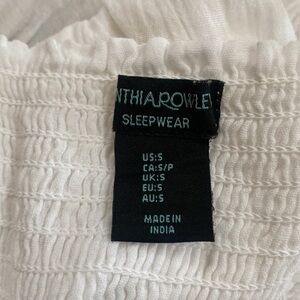 NTHIAROWLEY
SLEEPWEAR
US:S
CA:S/P
UK:S
EU:S
AU:S
MADE IN
INDIA